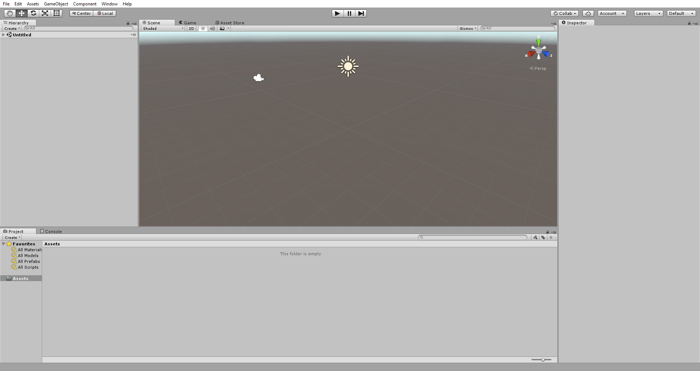 File Edit Assets GameObject Component Window Help
Center Local
Collab Account Layers Default
Hierarchy
Create
Untitled
Scene Game Asset Store
Shaded 2D
Gizmos
Persp
Inspector
Project Console
Create
Favorites
All Material
All Models
All Prefabs
All Scripts
Assets
Assets
This folder is empty